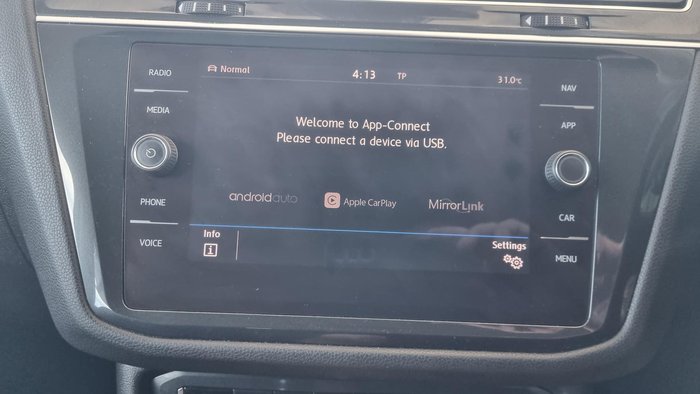 RADIO
MEDIA
PHONE
VOICE
Normal
4:13
TP
31.0°C
Welcome to App-Connect
Please connect a device via USB.
androidauto
Apple CarPlay
MirrorLink
Info
Settings
NAV
APP
CAR
MENU